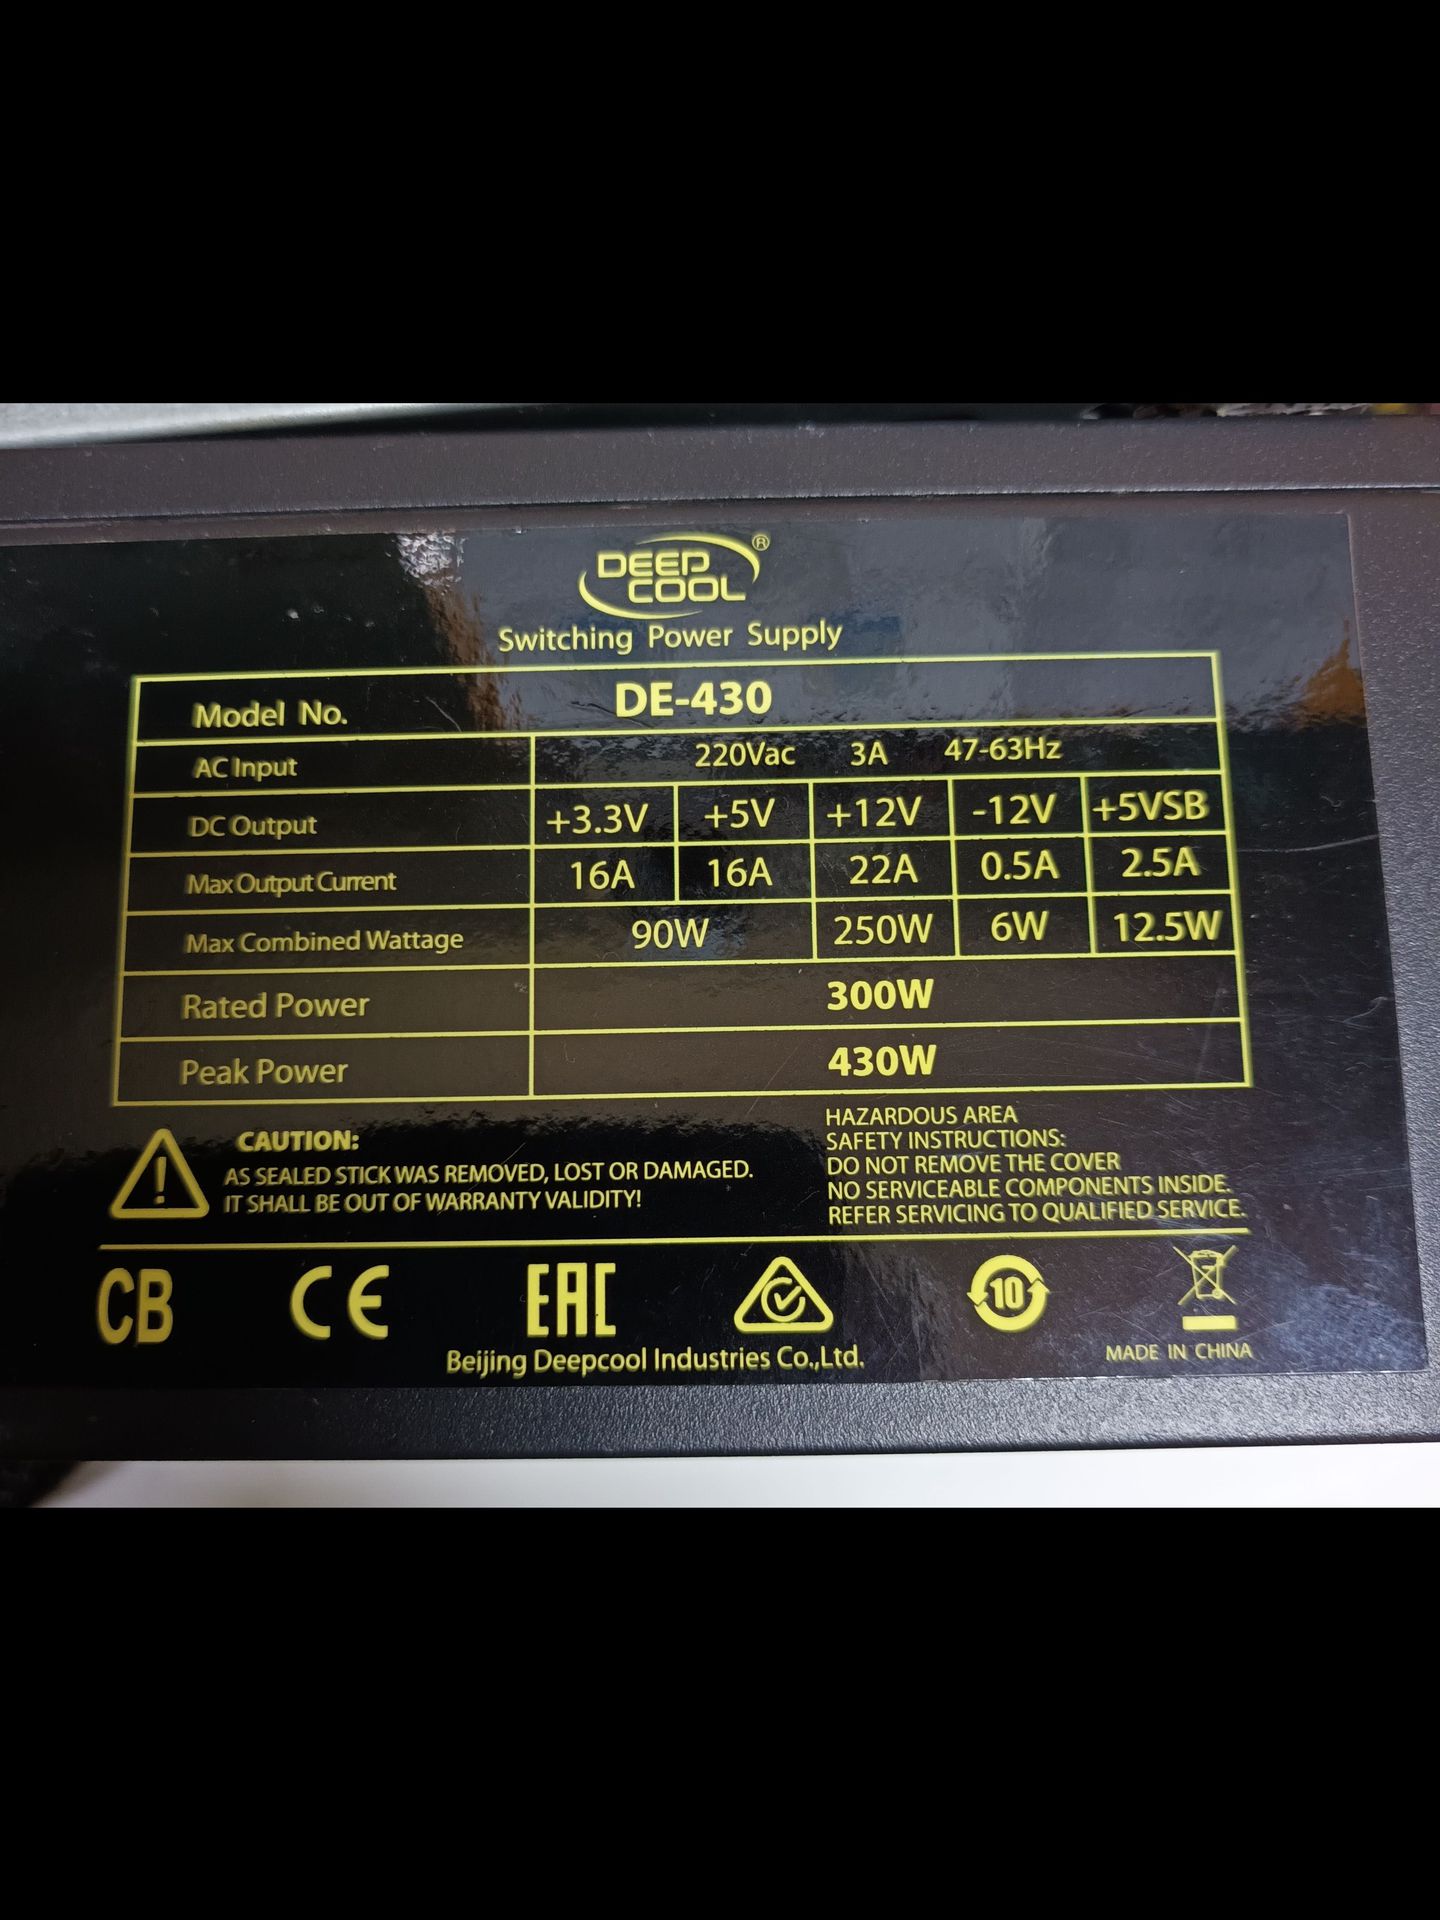 DEEP
COOL®
Switching Power Supply
Model No. DE-430
AC Input 220Vac 3A 47-63Hz
DC Output +3.3V +5V +12V -12V +5VSB
Max Output Current 16A 16A 22A 0.5A 2.5A
Max Combined Wattage 90W 250W 6W 12.5W
Rated Power 300W
Peak Power 430W
CAUTION:
AS SEALED STICK WAS REMOVED, LOST OR DAMAGED.
IT SHALL BE OUT OF WARRANTY VALIDITY!
HAZARDOUS AREA
SAFETY INSTRUCTIONS:
DO NOT REMOVE THE COVER
NO SERVICEABLE COMPONENTS INSIDE.
REFER SERVICING TO QUALIFIED SERVICE.
CB CE EAC 10
Beijing Deepcool Industries Co.,Ltd.
MADE IN CHINA